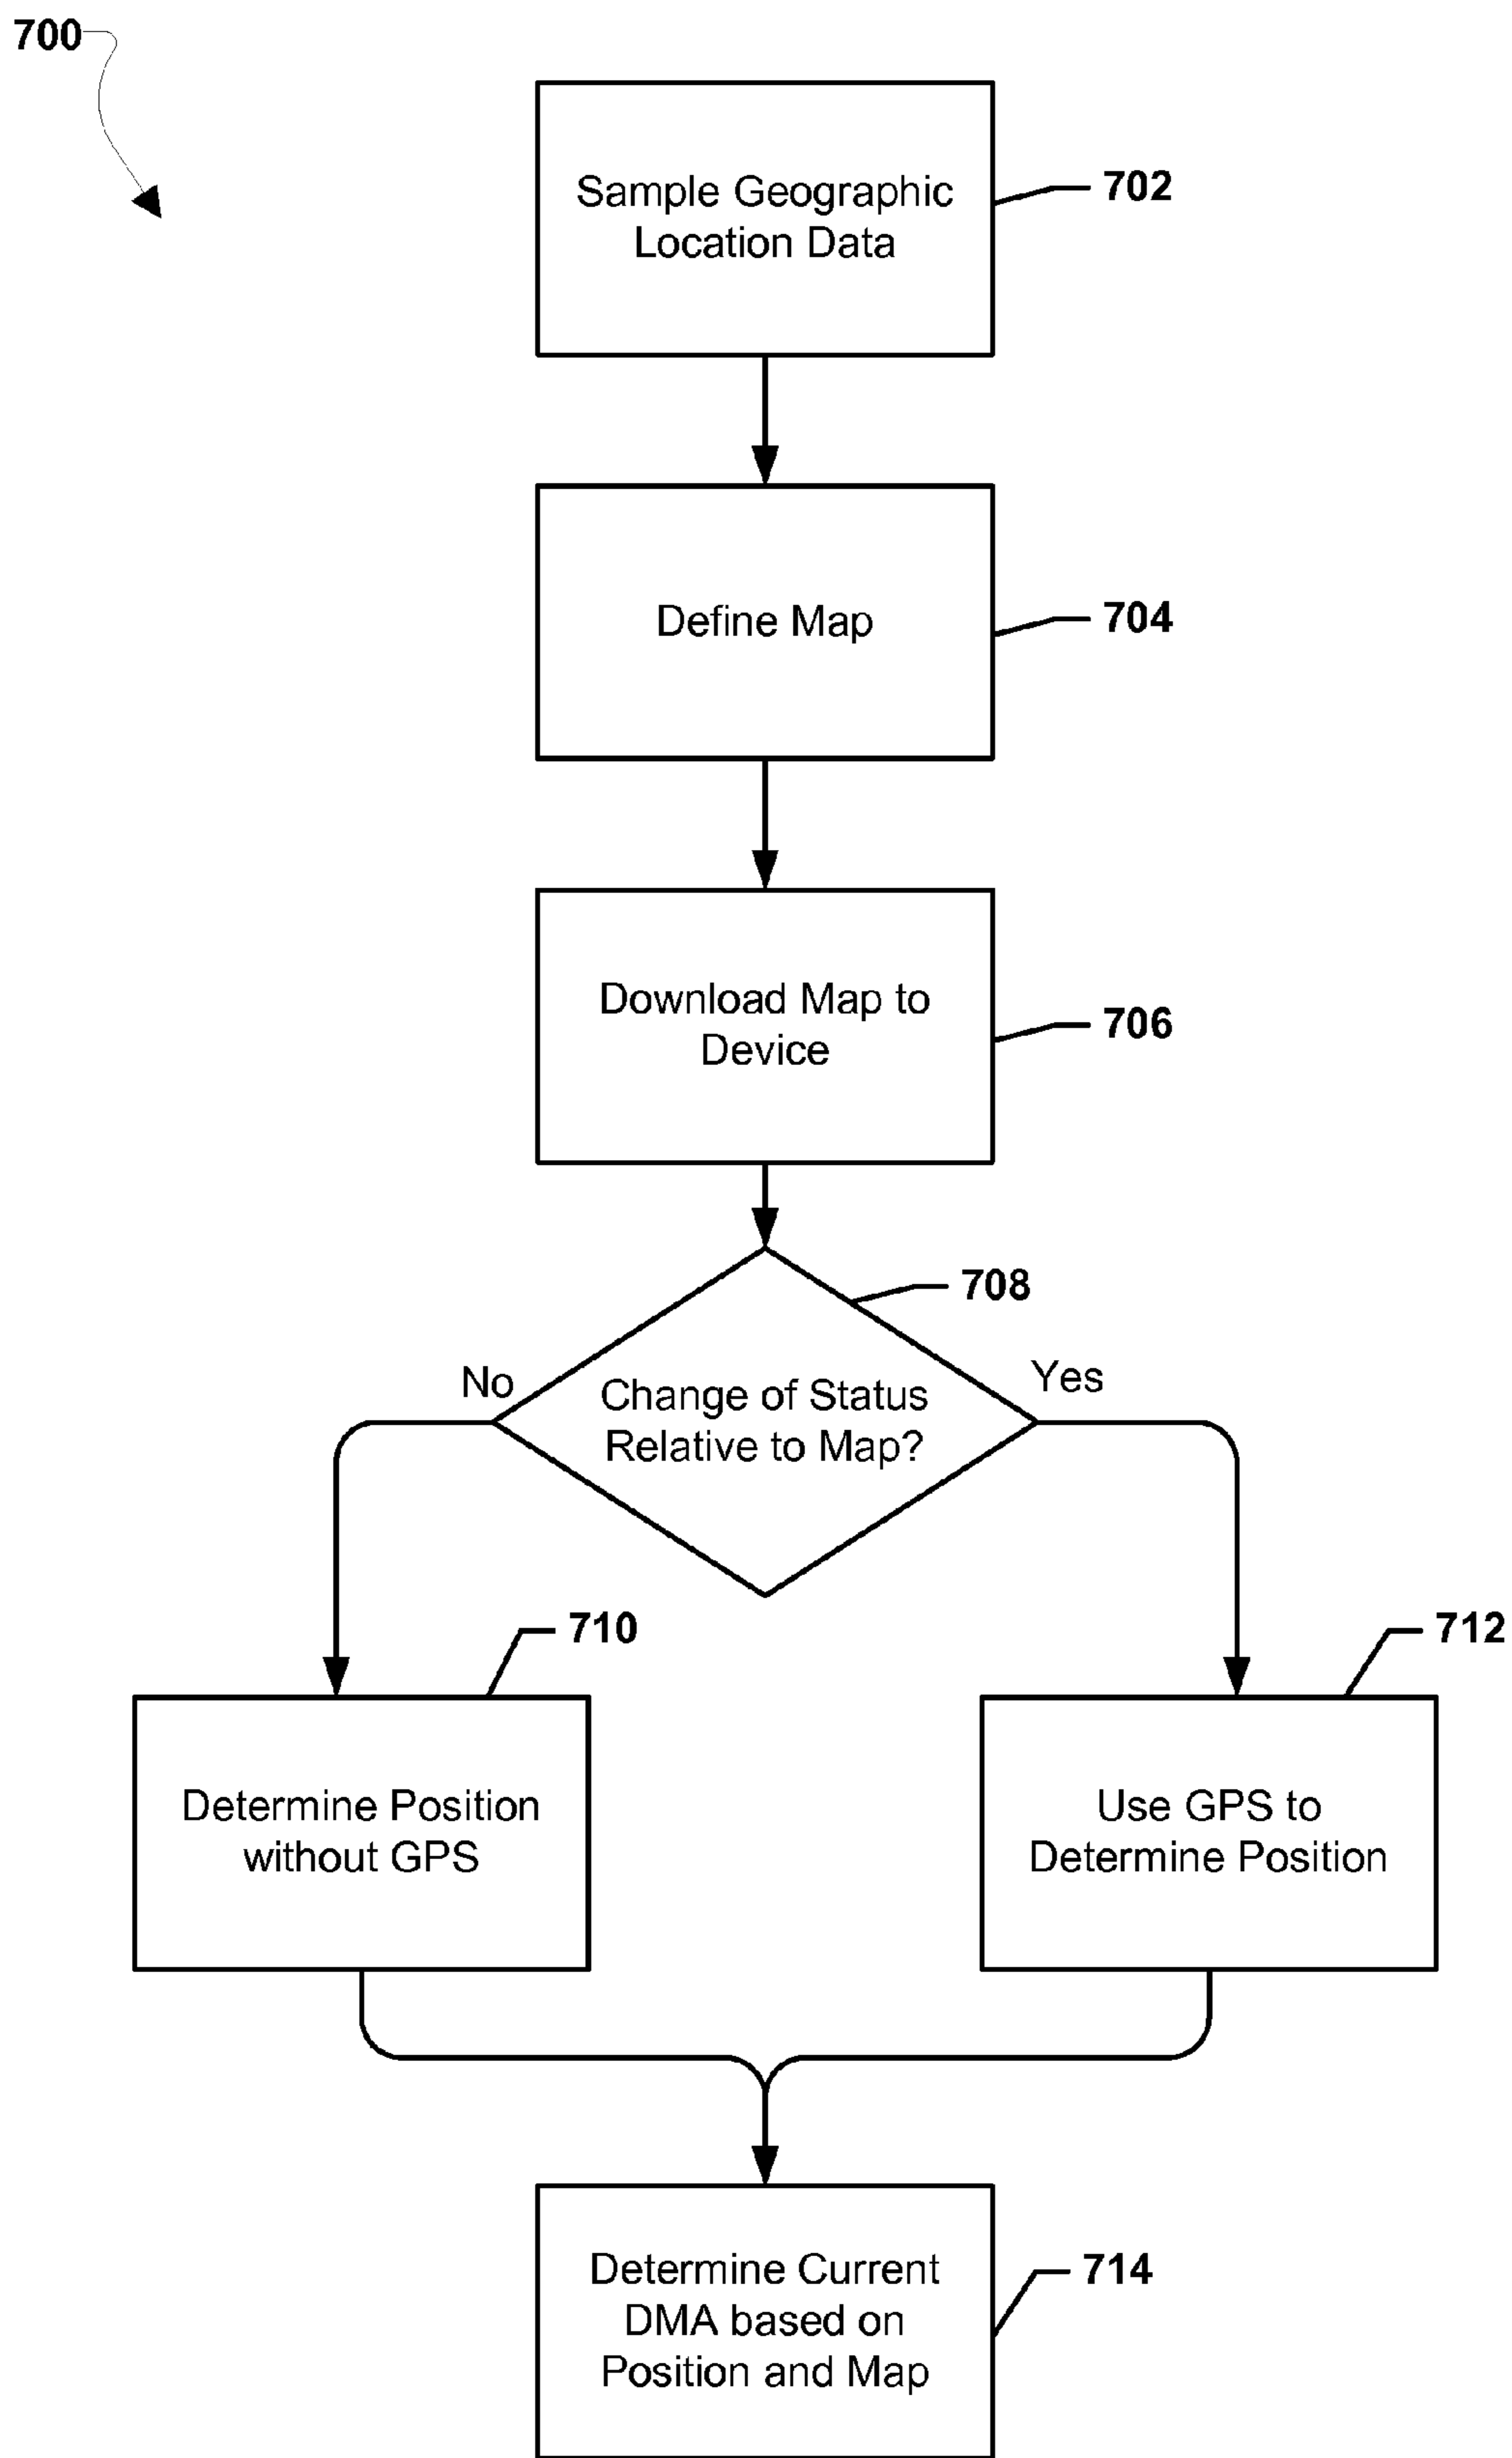 700
Sample Geographic
Location Data
702
Define Map
704
Download Map to
Device
706
708
No
Change of Status
Relative to Map?
Yes
710
712
Determine Position
without GPS
Use GPS to
Determine Position
Determine Current
DMA based on
Position and Map
714